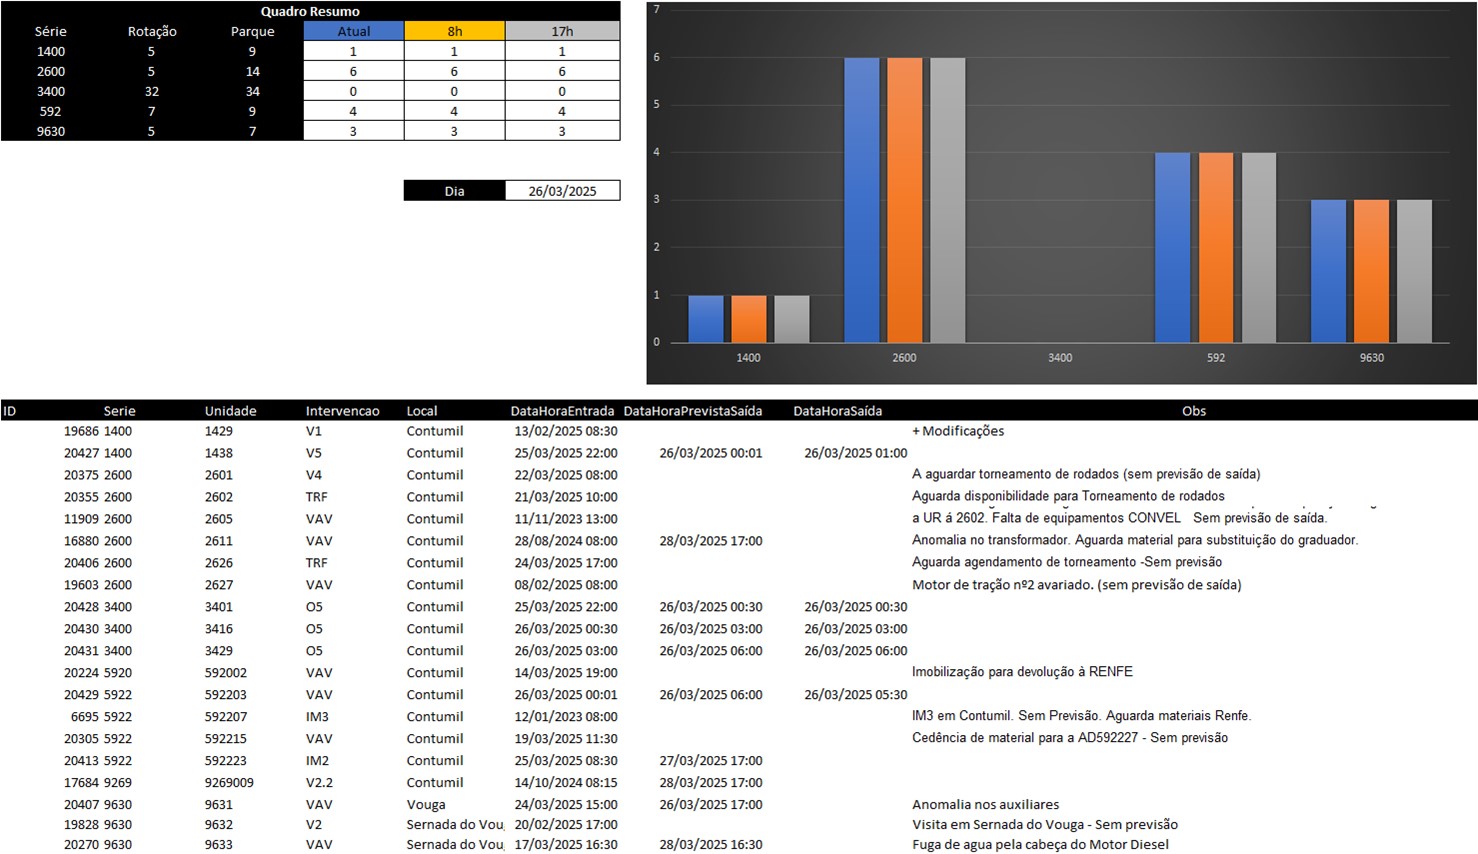 Quadro Resumo
Série Rotação Parque Atual 8h 17h
1400 5 9 1 1 1
2600 5 14 6 6 6
3400 32 34 0 0 0
592 7 9 4 4 4
9630 5 7 3 3 3
Dia 26/03/2025
7
6
5
4
3
2
1
0
1400 2600 3400 592 9630
ID Serie Unidade Intervencao Local DataHoraEntrada DataHoraPrevistaSaída DataHoraSaída Obs
19686 1400 1429 V1 Contumil 13/02/2025 08:30 + Modificações
20427 1400 1438 V5 Contumil 25/03/2025 22:00 26/03/2025 00:01 26/03/2025 01:00
20375 2600 2601 V4 Contumil 22/03/2025 08:00 A aguardar torneamento de rodados (sem previsão de saída)
20355 2600 2602 TRF Contumil 21/03/2025 10:00 Aguarda disponibilidade para Torneamento de rodados
11909 2600 2605 VAV Contumil 11/11/2023 13:00 a UR á 2602. Falta de equipamentos CONVEL Sem previsão de saída.
16880 2600 2611 VAV Contumil 28/08/2024 08:00 28/03/2025 17:00 Anomalia no transformador. Aguarda material para substituição do graduador.
20406 2600 2626 TRF Contumil 24/03/2025 17:00 Aguarda agendamento de torneamento -Sem previsão
19603 2600 2627 VAV Contumil 08/02/2025 08:00 Motor de tração nº2 avariado. (sem previsão de saída)
20428 3400 3401 O5 Contumil 25/03/2025 22:00 26/03/2025 00:30 26/03/2025 00:30
20430 3400 3416 O5 Contumil 26/03/2025 00:30 26/03/2025 03:00 26/03/2025 03:00
20431 3400 3429 O5 Contumil 26/03/2025 03:00 26/03/2025 06:00 26/03/2025 06:00
20224 5920 592002 VAV Contumil 14/03/2025 19:00 Imobilização para devolução à RENFE
20429 5922 592203 VAV Contumil 26/03/2025 00:01 26/03/2025 06:00 26/03/2025 05:30
6695 5922 592207 IM3 Contumil 12/01/2023 08:00 IM3 em Contumil. Sem Previsão. Aguarda materiais Renfe.
20305 5922 592215 VAV Contumil 19/03/2025 11:30 Cedência de material para a AD592227 - Sem previsão
20413 5922 592223 IM2 Contumil 25/03/2025 08:30 27/03/2025 17:00
17684 9269 9269009 V2.2 Contumil 14/10/2024 08:15 28/03/2025 17:00
20407 9630 9631 VAV Vouga 24/03/2025 15:00 26/03/2025 17:00 Anomalia nos auxiliares
19828 9630 9632 V2 Sernada do Vou 20/02/2025 17:00 Visita em Sernada do Vouga - Sem previsão
20270 9630 9633 VAV Sernada do Vou 17/03/2025 16:30 28/03/2025 16:30 Fuga de agua pela cabeça do Motor Diesel